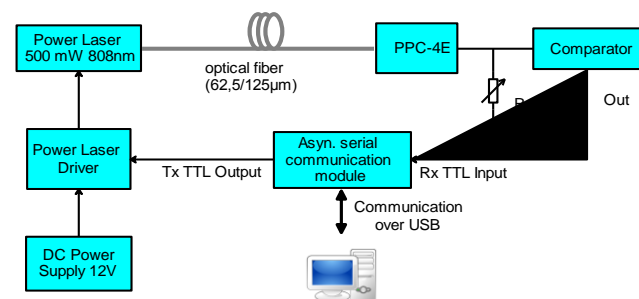 Power Laser
500 mW 808nm
optical fiber
(62,5/125µm)
PPC-4E
Comparator
Out
Power Laser
Driver
Tx TTL Output
Asyn. serial
communication
module
Rx TTL Input
Communication
over USB
DC Power
Supply 12V